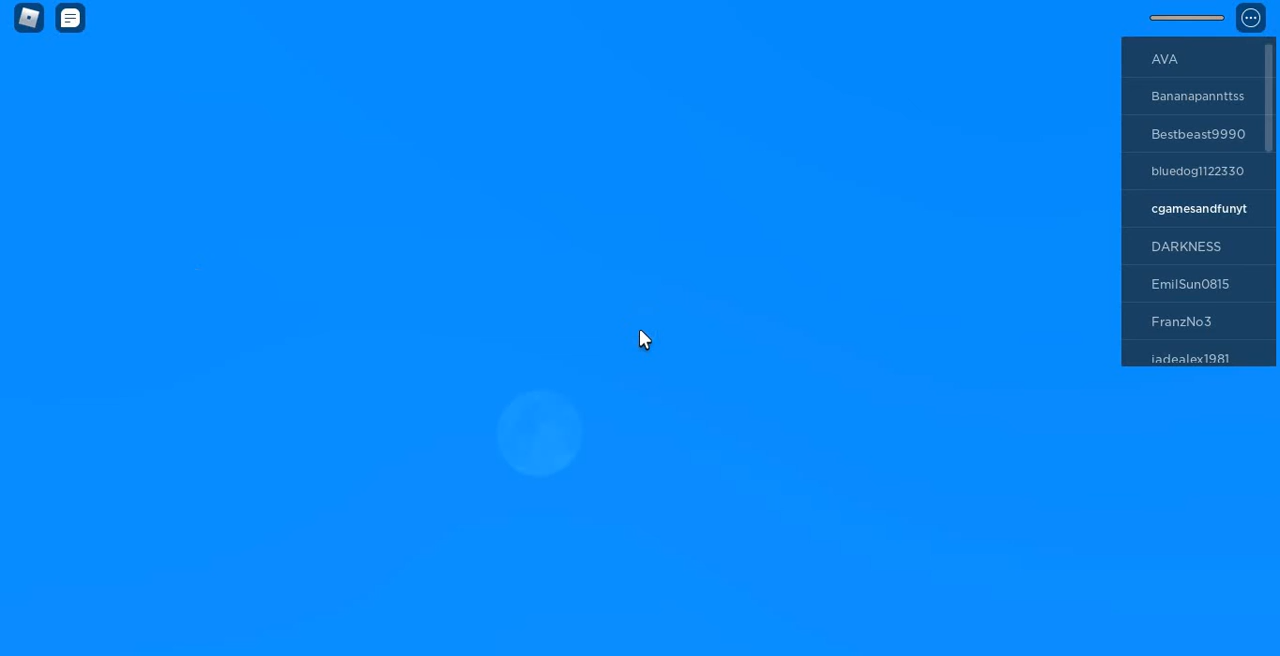 AVA
Bananapannttss
Bestbeast9990
bluedog1122330
cgamesandfunyt
DARKNESS
EmilSun0815
FranzNo3
jadealex1981